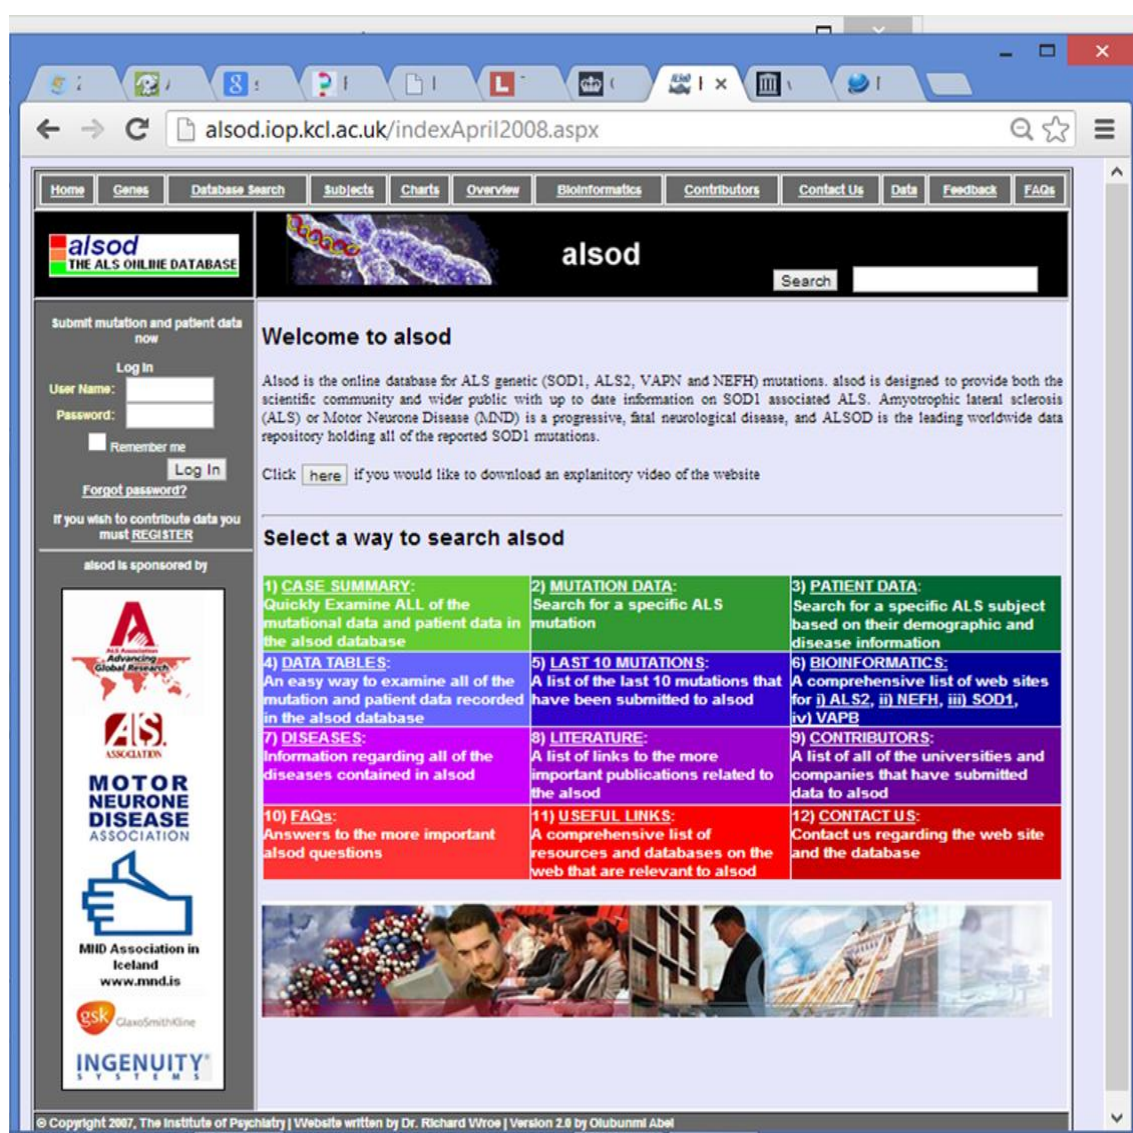 alsod.iop.kcl.ac.uk/indexApril2008.aspx
Home Genes Database Search Subjects Charts Overview Bioinformatics Contributors Contact Us Data Feedback FAQs
alsod
THE ALS ONLINE DATABASE
alsod
Search
Submit mutation and patient data
now
Log In
User Name:
Password:
Remember me
Log In
Forgot password?
If you wish to contribute data you
must REGISTER
alsod is sponsored by
ALS Association
Advancing
Global Research
ALS
ASSOCIATION
MOTOR
NEURONE
DISEASE
ASSOCIATION
MND Association in
Iceland
www.mnd.is
gsk GlaxoSmithKline
INGENUITY
SYSTEMS
Welcome to alsod
Alsod is the online database for ALS genetic (SOD1, ALS2, VAPN and NEFH) mutations. alsod is designed to provide both the
scientific community and wider public with up to date information on SOD1 associated ALS. Amyotrophic lateral sclerosis
(ALS) or Motor Neurone Disease (MND) is a progressive, fatal neurological disease, and ALSOD is the leading worldwide data
repository holding all of the reported SOD1 mutations.
Click here if you would like to download an explanitory video of the website
Select a way to search alsod
1) CASE SUMMARY:
Quickly Examine ALL of the
mutational data and patient data in
the alsod database
2) MUTATION DATA:
Search for a specific ALS
mutation
3) PATIENT DATA:
Search for a specific ALS subject
based on their demographic and
disease information
4) DATA TABLES:
An easy way to examine all of the
mutation and patient data recorded
in the alsod database
5) LAST 10 MUTATIONS:
A list of the last 10 mutations that
have been submitted to alsod
6) BIOINFORMATICS:
A comprehensive list of web sites
for i) ALS2, ii) NEFH, iii) SOD1,
iv) VAPB
7) DISEASES:
Information regarding all of the
diseases contained in alsod
8) LITERATURE:
A list of links to the more
important publications related to
the alsod
9) CONTRIBUTORS:
A list of all of the universities and
companies that have submitted
data to alsod
10) FAQs:
Answers to the more important
alsod questions
11) USEFUL LINKS:
A comprehensive list of
resources and databases on the
web that are relevant to alsod
12) CONTACT US:
Contact us regarding the web site
and the database
© Copyright 2007, The Institute of Psychiatry | Website written by Dr. Richard Wroe | Version 2.0 by Olubunmi Abel